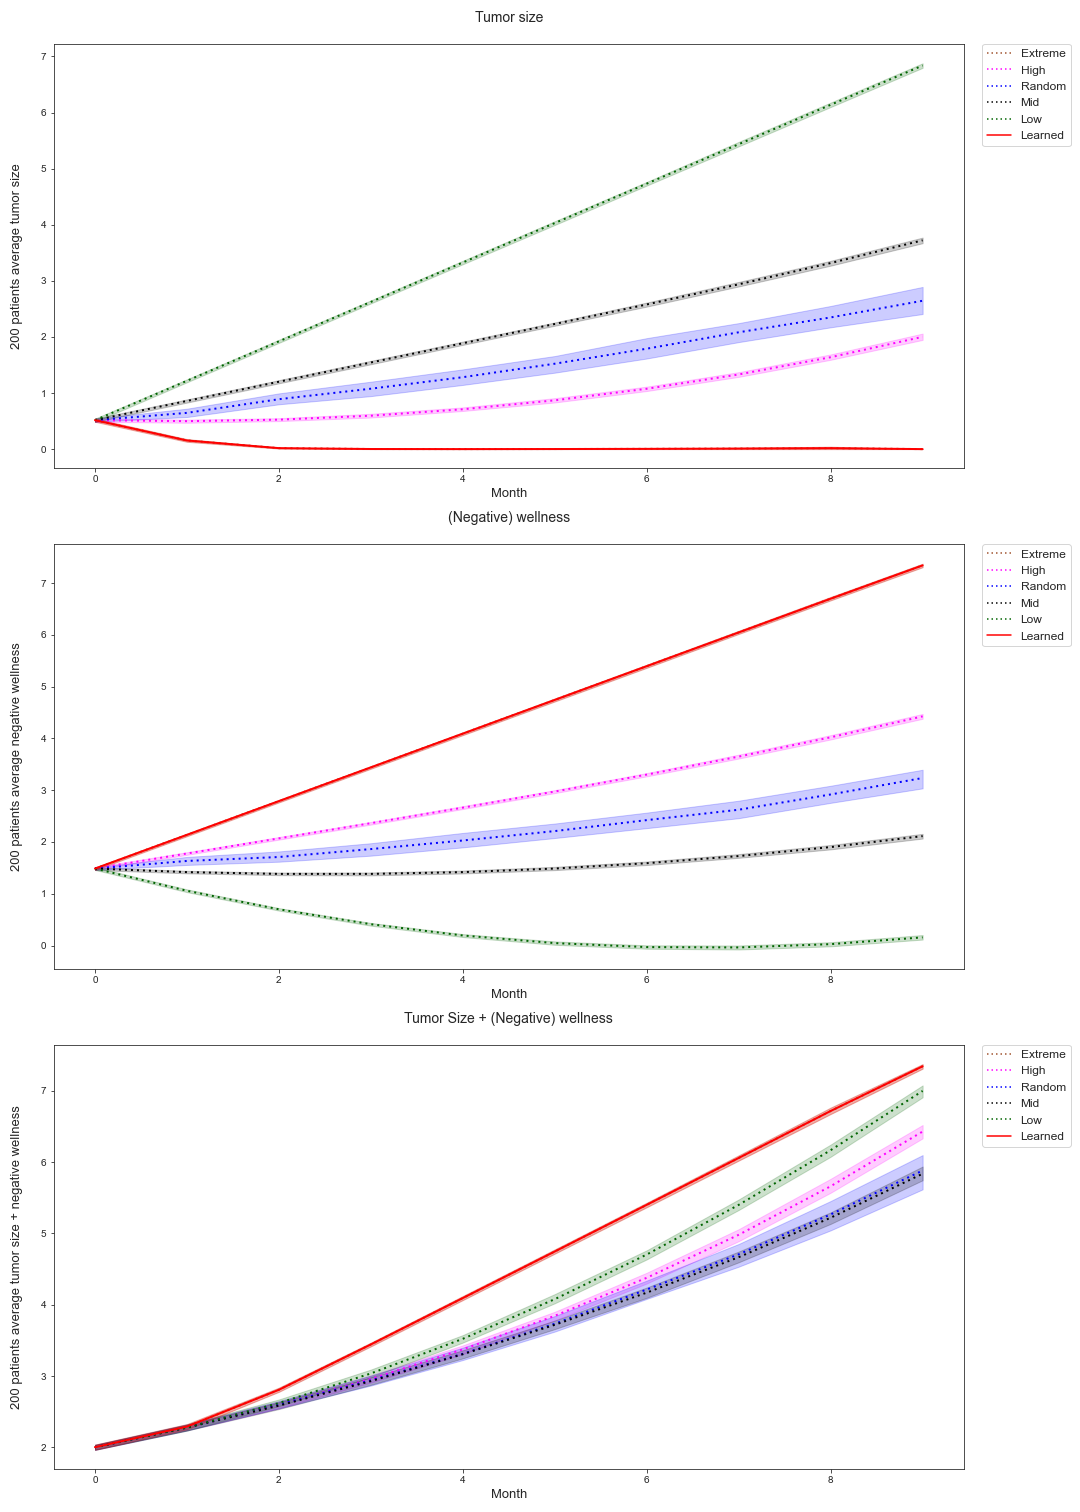 Tumor size
7
6
5
4
3
2
1
0
200 patients average tumor size
0 2 4 6 8
Month
Extreme
High
Random
Mid
Low
Learned
(Negative) wellness
7
6
5
4
3
2
1
0
200 patients average negative wellness
0 2 4 6 8
Month
Extreme
High
Random
Mid
Low
Learned
Tumor Size + (Negative) wellness
7
6
5
4
3
2
200 patients average tumor size + negative wellness
0 2 4 6 8
Month
Extreme
High
Random
Mid
Low
Learned